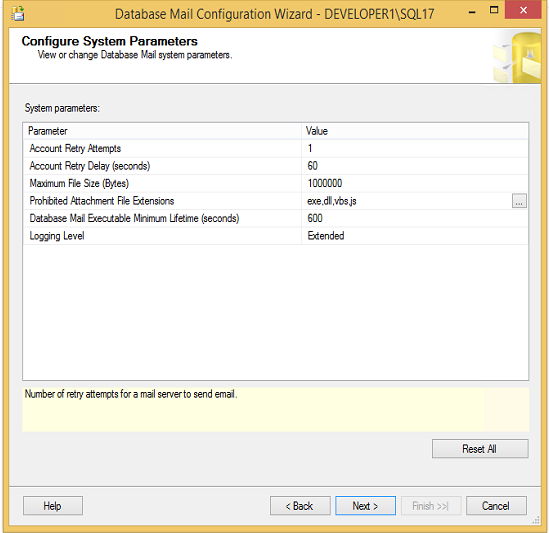 Database Mail Configuration Wizard - DEVELOPER1\SQL17
Configure System Parameters
View or change Database Mail system parameters.
System parameters:
Parameter Value
Account Retry Attempts 1
Account Retry Delay (seconds) 60
Maximum File Size (Bytes) 1000000
Prohibited Attachment File Extensions exe,dll,vbs,js ...
Database Mail Executable Minimum Lifetime (seconds) 600
Logging Level Extended
Number of retry attempts for a mail server to send email.
Reset All
Help < Back Next > Finish >>| Cancel